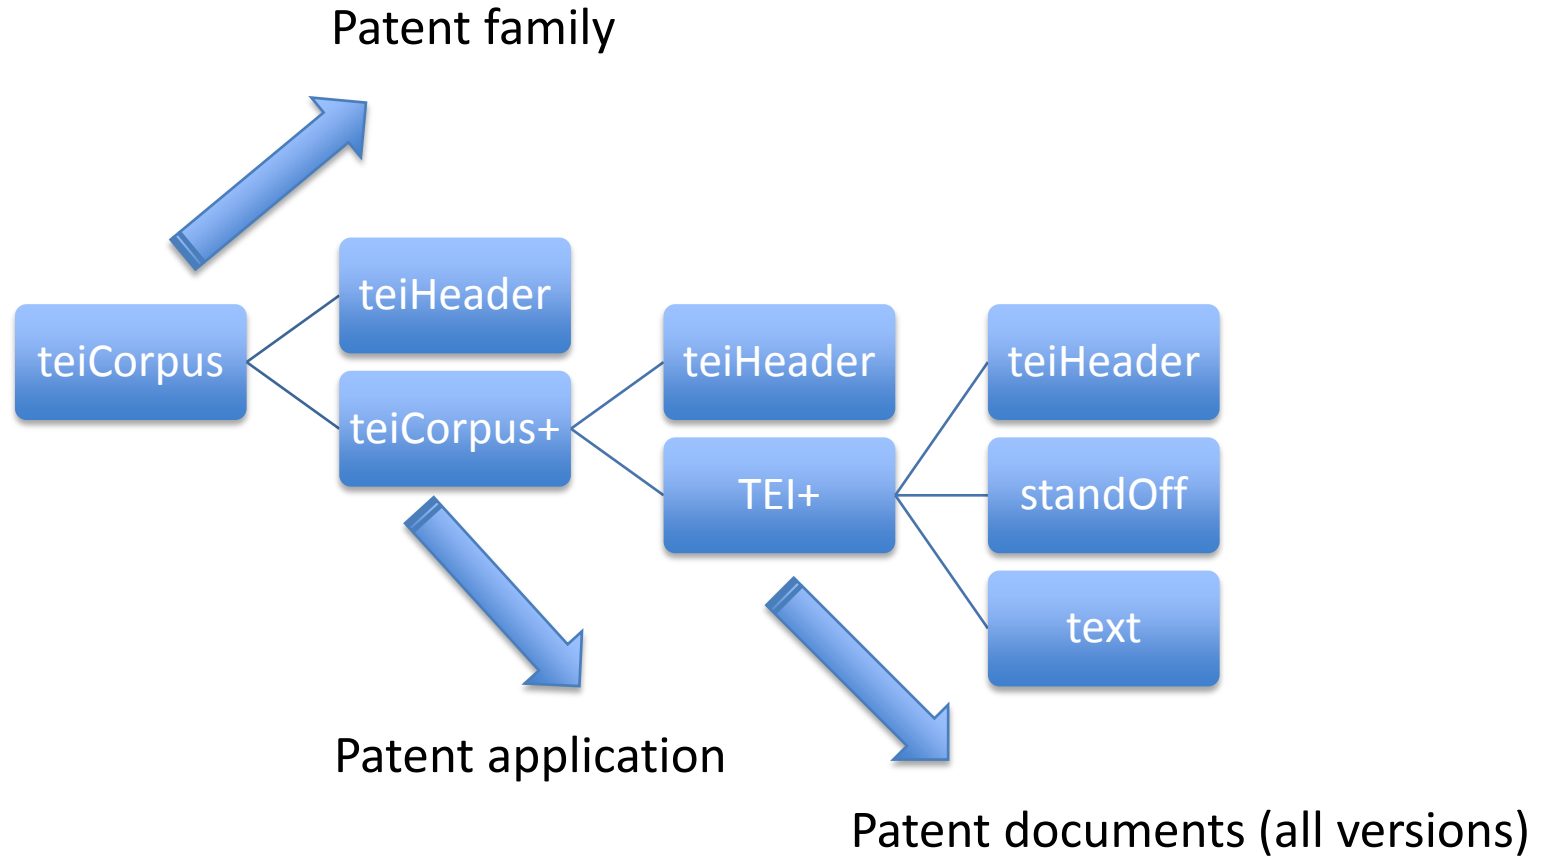 Patent family
teiHeader
teiCorpus
teiHeader
teiHeader
teiCorpus+
TEI+
standOff
text
Patent application
Patent documents (all versions)